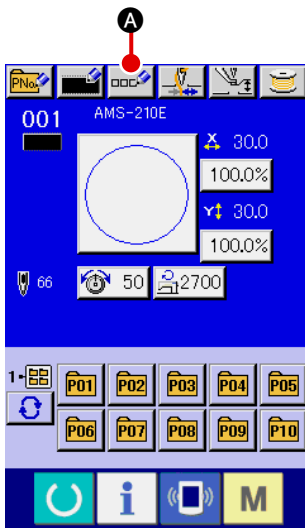 A
PNo.
001 AMS-210E
X 30.0
100.0%
Y 30.0
100.0%
66 50 2700
1-
P01 P02 P03 P04 P05
P06 P07 P08 P09 P10
i M